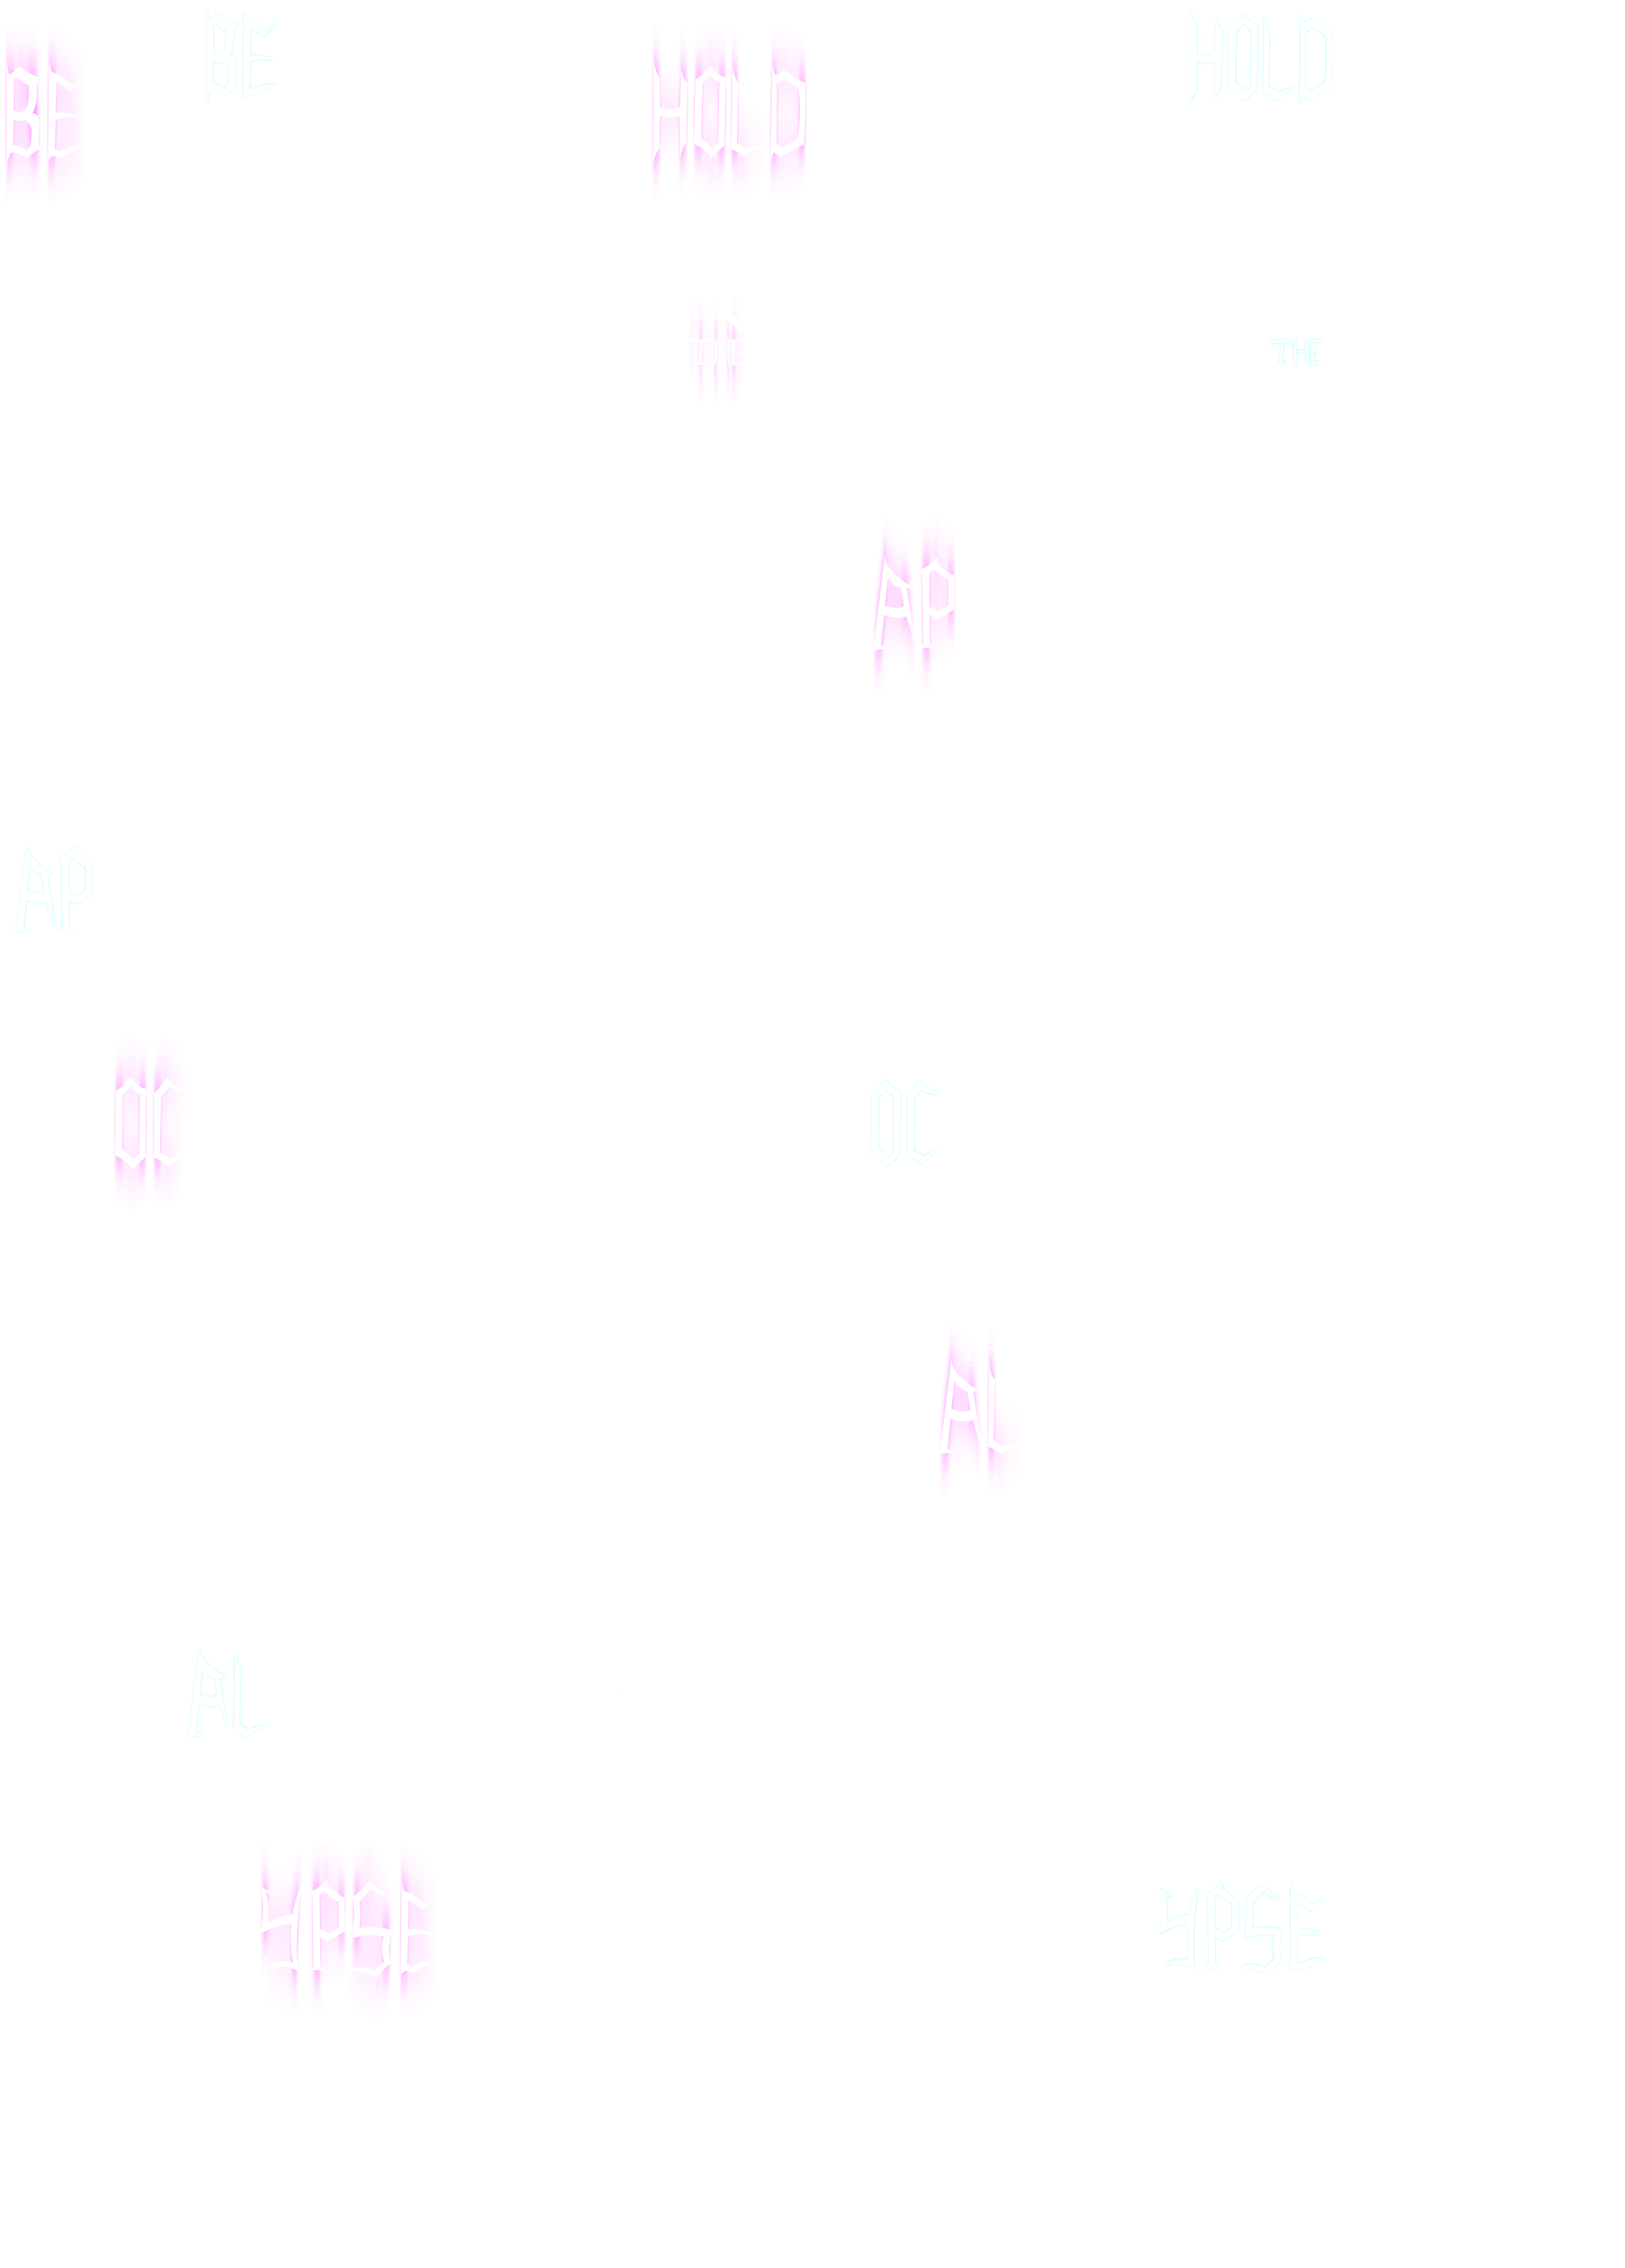 BE BE HOLD HOLD
THE THE
AP
AP
OC OC
AL
AL
YPSE YPSE